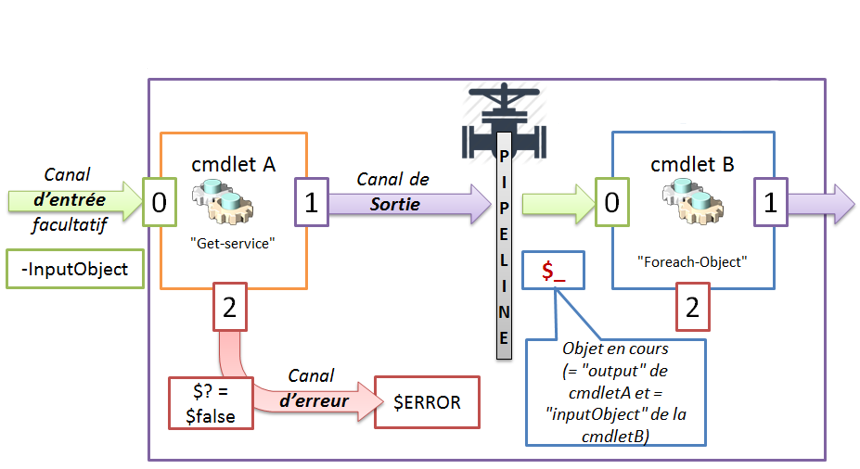 Canal
d'entrée
facultatif
-InputObject
0
cmdlet A
"Get-service"
1
2
Canal de
Sortie
$? =
$false
Canal
d'erreur
$ERROR
PIPELINE
0
cmdlet B
"Foreach-Object"
1
2
$_
Objet en cours
(= "output" de
cmdletA et =
"inputObject" de la
cmdletB)